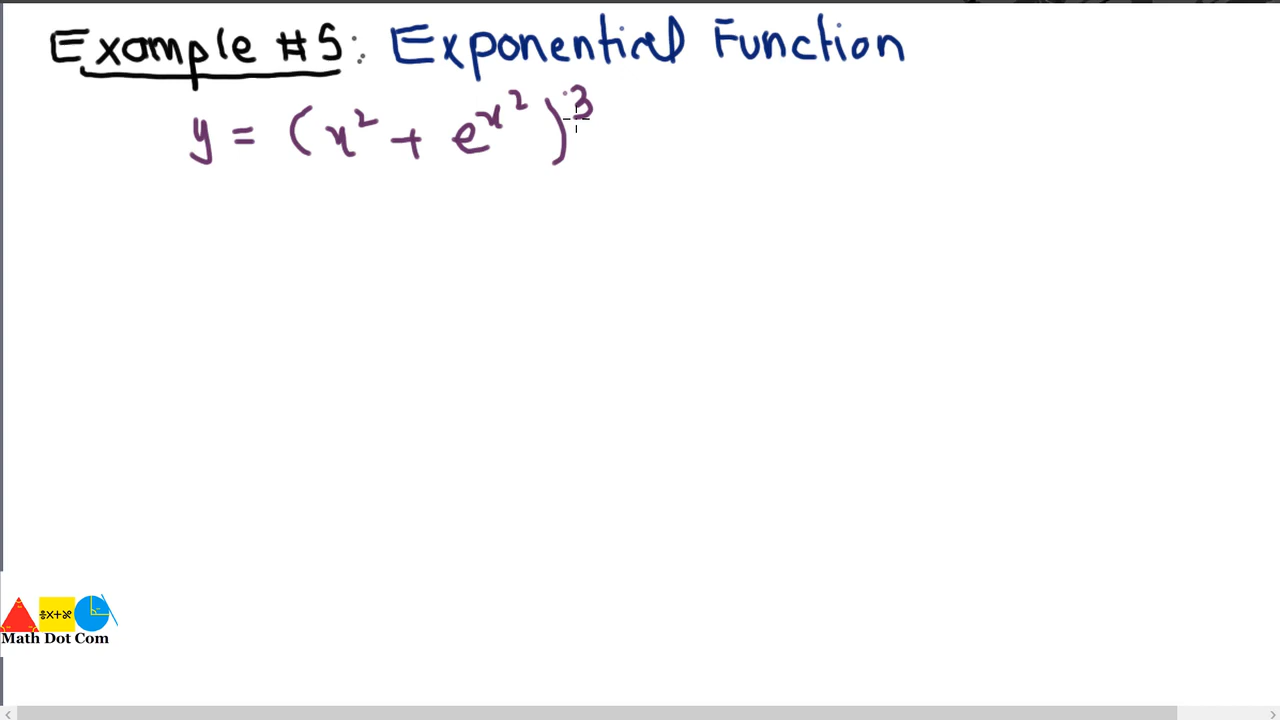 Example #5: Exponential Function
y = (x² + e^{x²})³
Math Dot Com